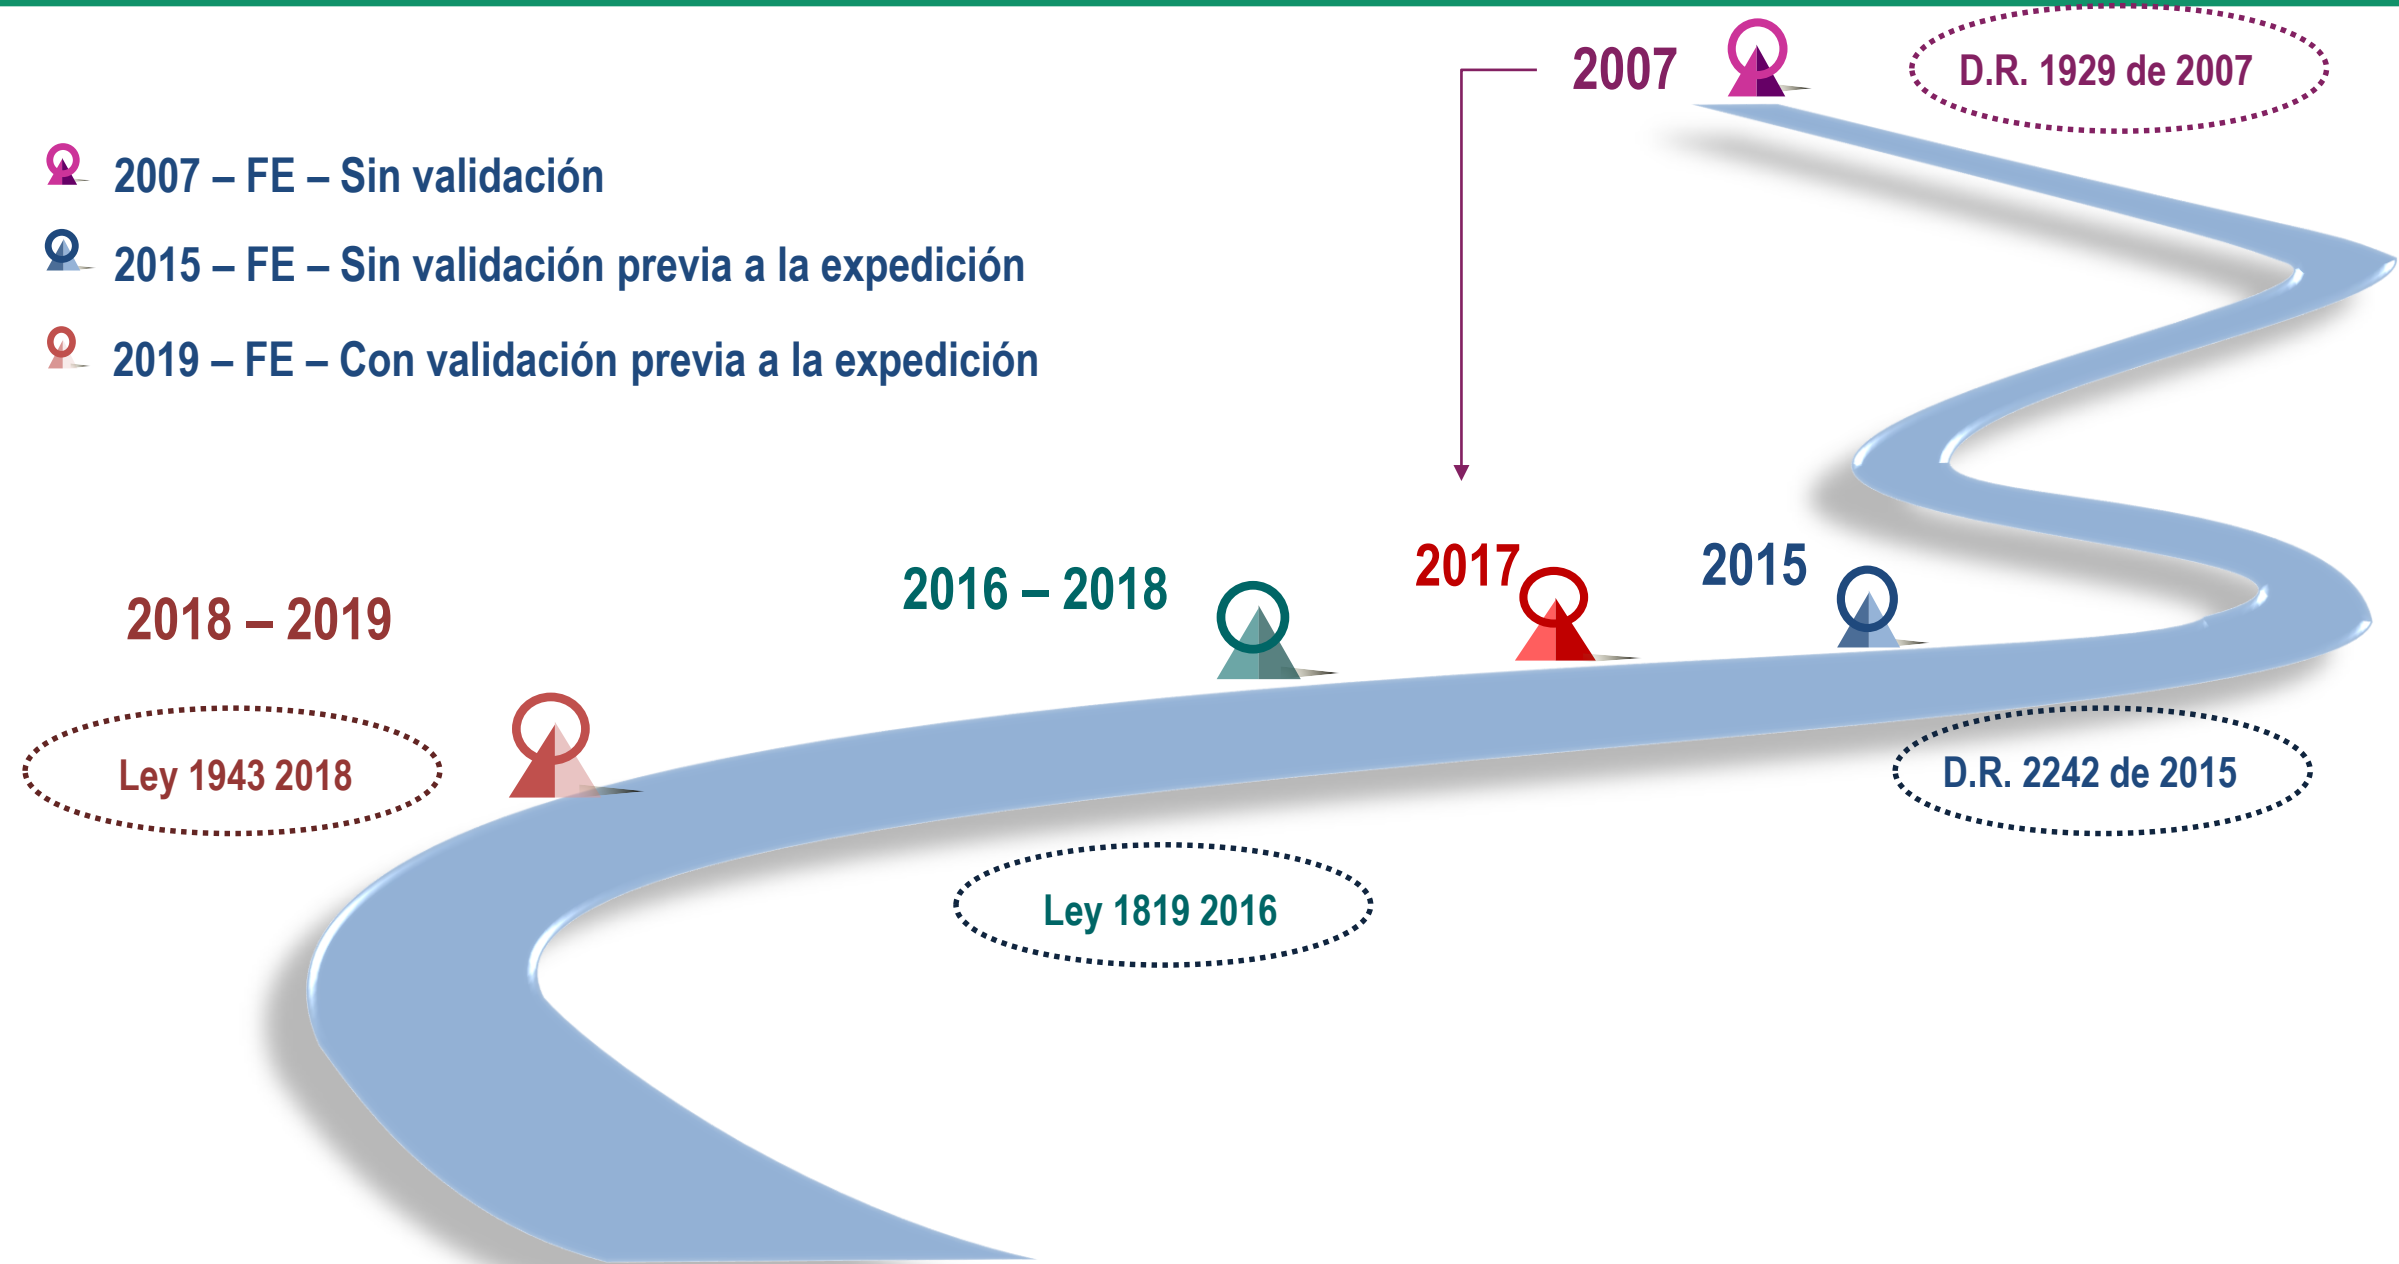 2007
D.R. 1929 de 2007
2007 – FE – Sin validación
2015 – FE – Sin validación previa a la expedición
2019 – FE – Con validación previa a la expedición
2018 – 2019
2016 – 2018
2017
2015
Ley 1943 2018
D.R. 2242 de 2015
Ley 1819 2016